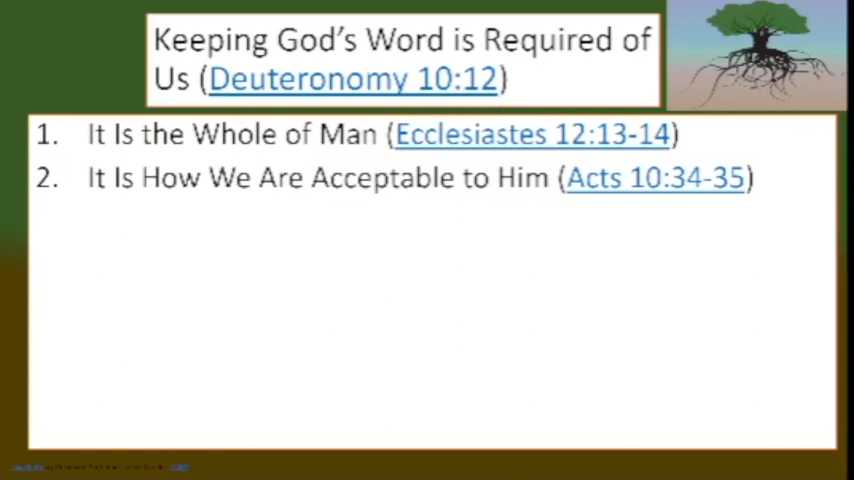 Keeping God's Word is Required of
Us (Deuteronomy 10:12)
1. It Is the Whole of Man (Ecclesiastes 12:13-14)
2. It Is How We Are Acceptable to Him (Acts 10:34-35)